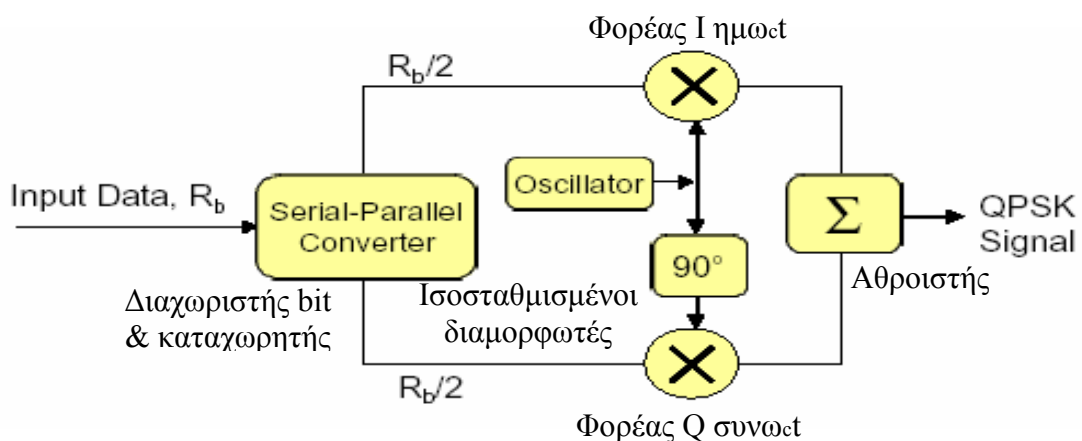 Φορέας Ι ημωct
Rb/2
Oscillator
Input Data, Rb
Serial-Parallel
Converter
Σ
QPSK
Signal
90°
Διαχωριστής bit
& καταχωρητής
Ισοσταθμισμένοι
διαμορφωτές
Αθροιστής
Rb/2
Φορέας Q συνωct